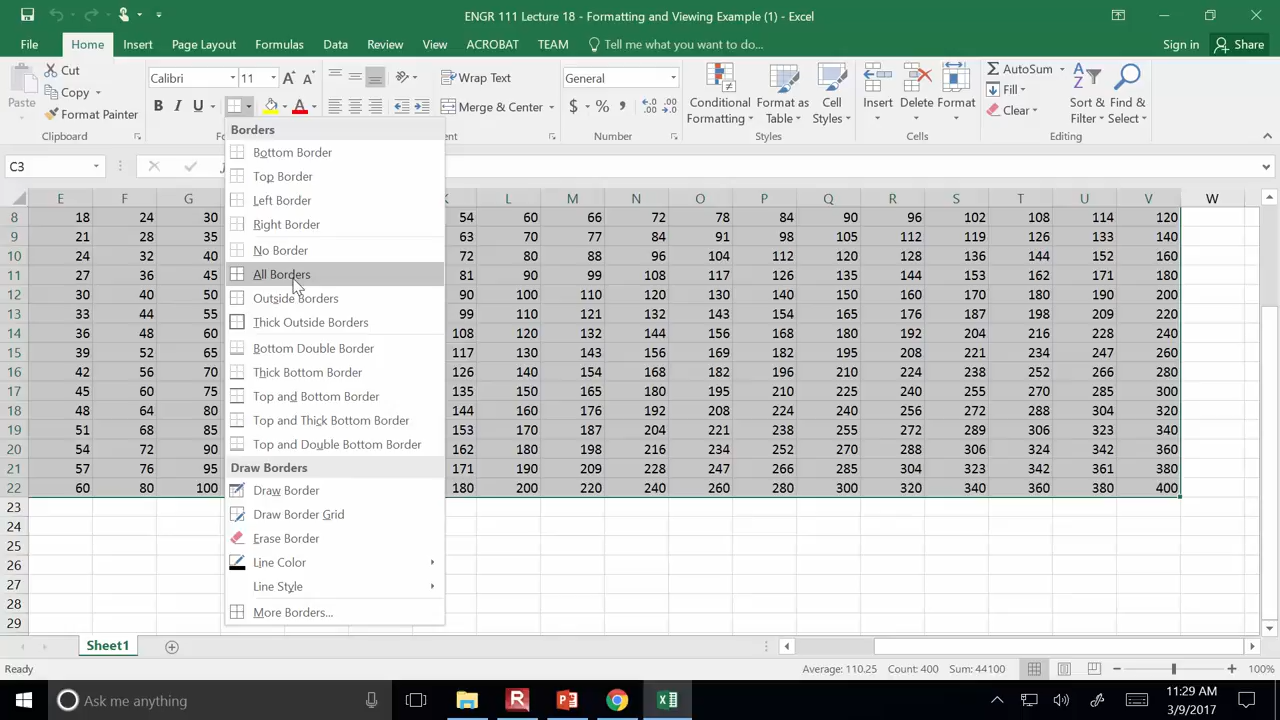 ENGR 111 Lecture 18 - Formatting and Viewing Example (1) - Excel
File Home Insert Page Layout Formulas Data Review View ACROBAT TEAM Tell me what you want to do... Sign in Share
Paste
Cut
Copy
Format Painter
Clipboard
Calibri 11
B I U A
Wrap Text
Merge & Center
General
$ % ,
Number
Conditional Formatting
Format as Table
Cell Styles
Styles
Insert Delete Format
Cells
AutoSum
Fill
Clear
Sort & Filter
Find & Select
Editing
C3
Borders
Bottom Border
Top Border
Left Border
Right Border
No Border
All Borders
Outside Borders
Thick Outside Borders
Bottom Double Border
Thick Bottom Border
Top and Bottom Border
Top and Thick Bottom Border
Top and Double Bottom Border
Draw Borders
Draw Border
Draw Border Grid
Erase Border
Line Color
Line Style
More Borders...
E F G L M N O P Q R S T U V W
8 18 24 30 54 60 66 72 78 84 90 96 102 108 114 120
9 21 28 35 63 70 77 84 91 98 105 112 119 126 133 140
10 24 32 40 72 80 88 96 104 112 120 128 136 144 152 160
11 27 36 45 81 90 99 108 117 126 135 144 153 162 171 180
12 30 40 50 90 100 110 120 130 140 150 160 170 180 190 200
13 33 44 55 99 110 121 132 143 154 165 176 187 198 209 220
14 36 48 60 108 120 132 144 156 168 180 192 204 216 228 240
15 39 52 65 117 130 143 156 169 182 195 208 221 234 247 260
16 42 56 70 126 140 154 168 182 196 210 224 238 252 266 280
17 45 60 75 135 150 165 180 195 210 225 240 255 270 285 300
18 48 64 80 144 160 176 192 208 224 240 256 272 288 304 320
19 51 68 85 153 170 187 204 221 238 255 272 289 306 323 340
20 54 72 90 162 180 198 216 234 252 270 288 306 324 342 360
21 57 76 95 171 190 209 228 247 266 285 304 323 342 361 380
22 60 80 100 180 200 220 240 260 280 300 320 340 360 380 400
23
24
25
26
27
28
29
Sheet1
Ready Average: 110.25 Count: 400 Sum: 44100 100%
Ask me anything
11:29 AM
3/9/2017